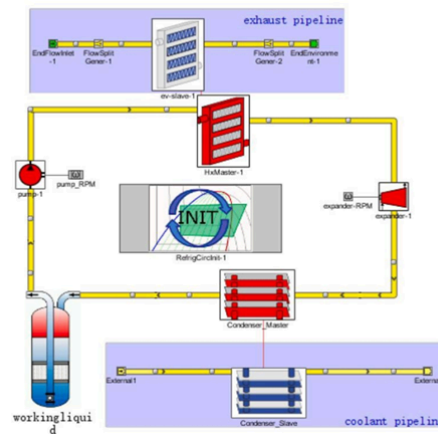 exhaust pipeline
EndFlowInlet
-1
FlowSplit
Gener-1
FlowSplit
Gener-2
EndEnvironme
nt-1
ev-slave-1
HxMaster-1
pump-1
pump_RPM
expander-RPM
expander-1
INIT
RefrigCircInit-1
Condenser_Master
workingliqui
d
External1
External
Condenser_Slave
coolant pipelin